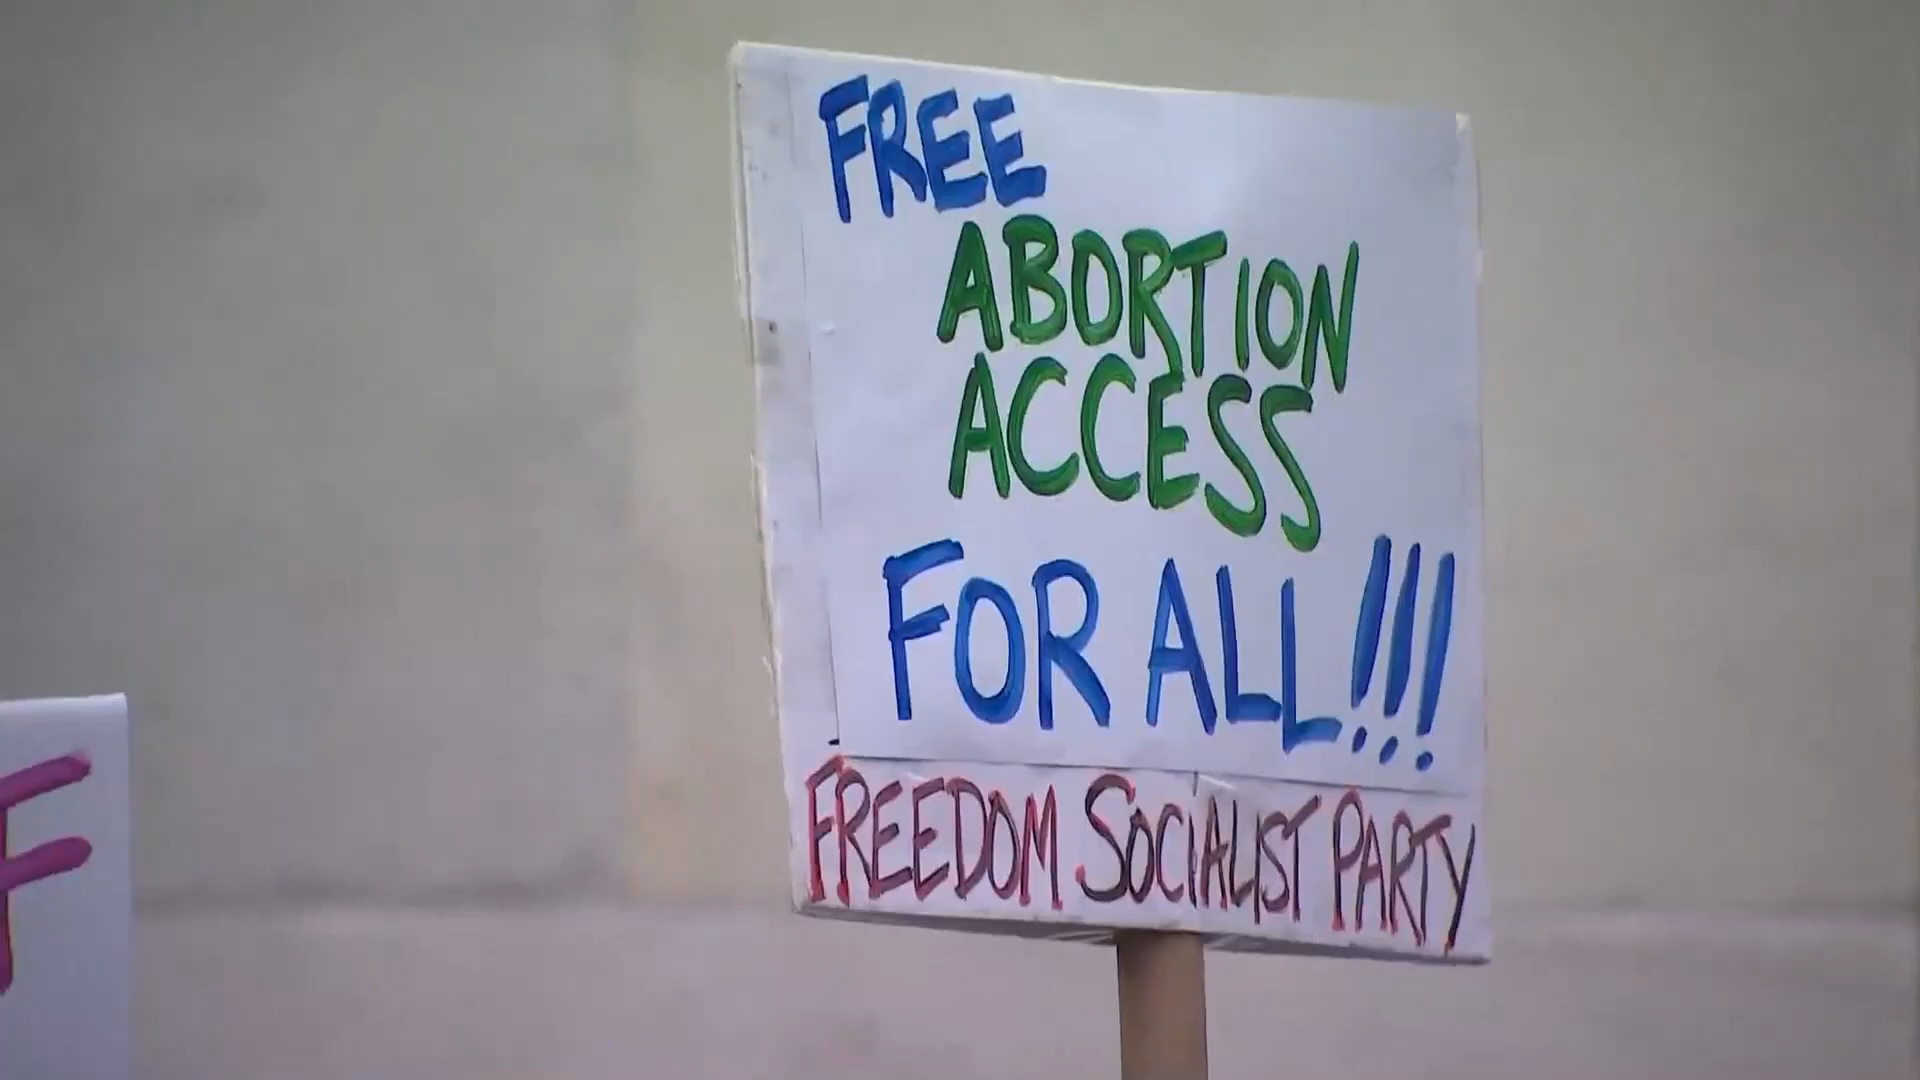 FREE
ABORTION
ACCESS
FOR ALL!!!
FREEDOM SOCIALIST PARTY
F